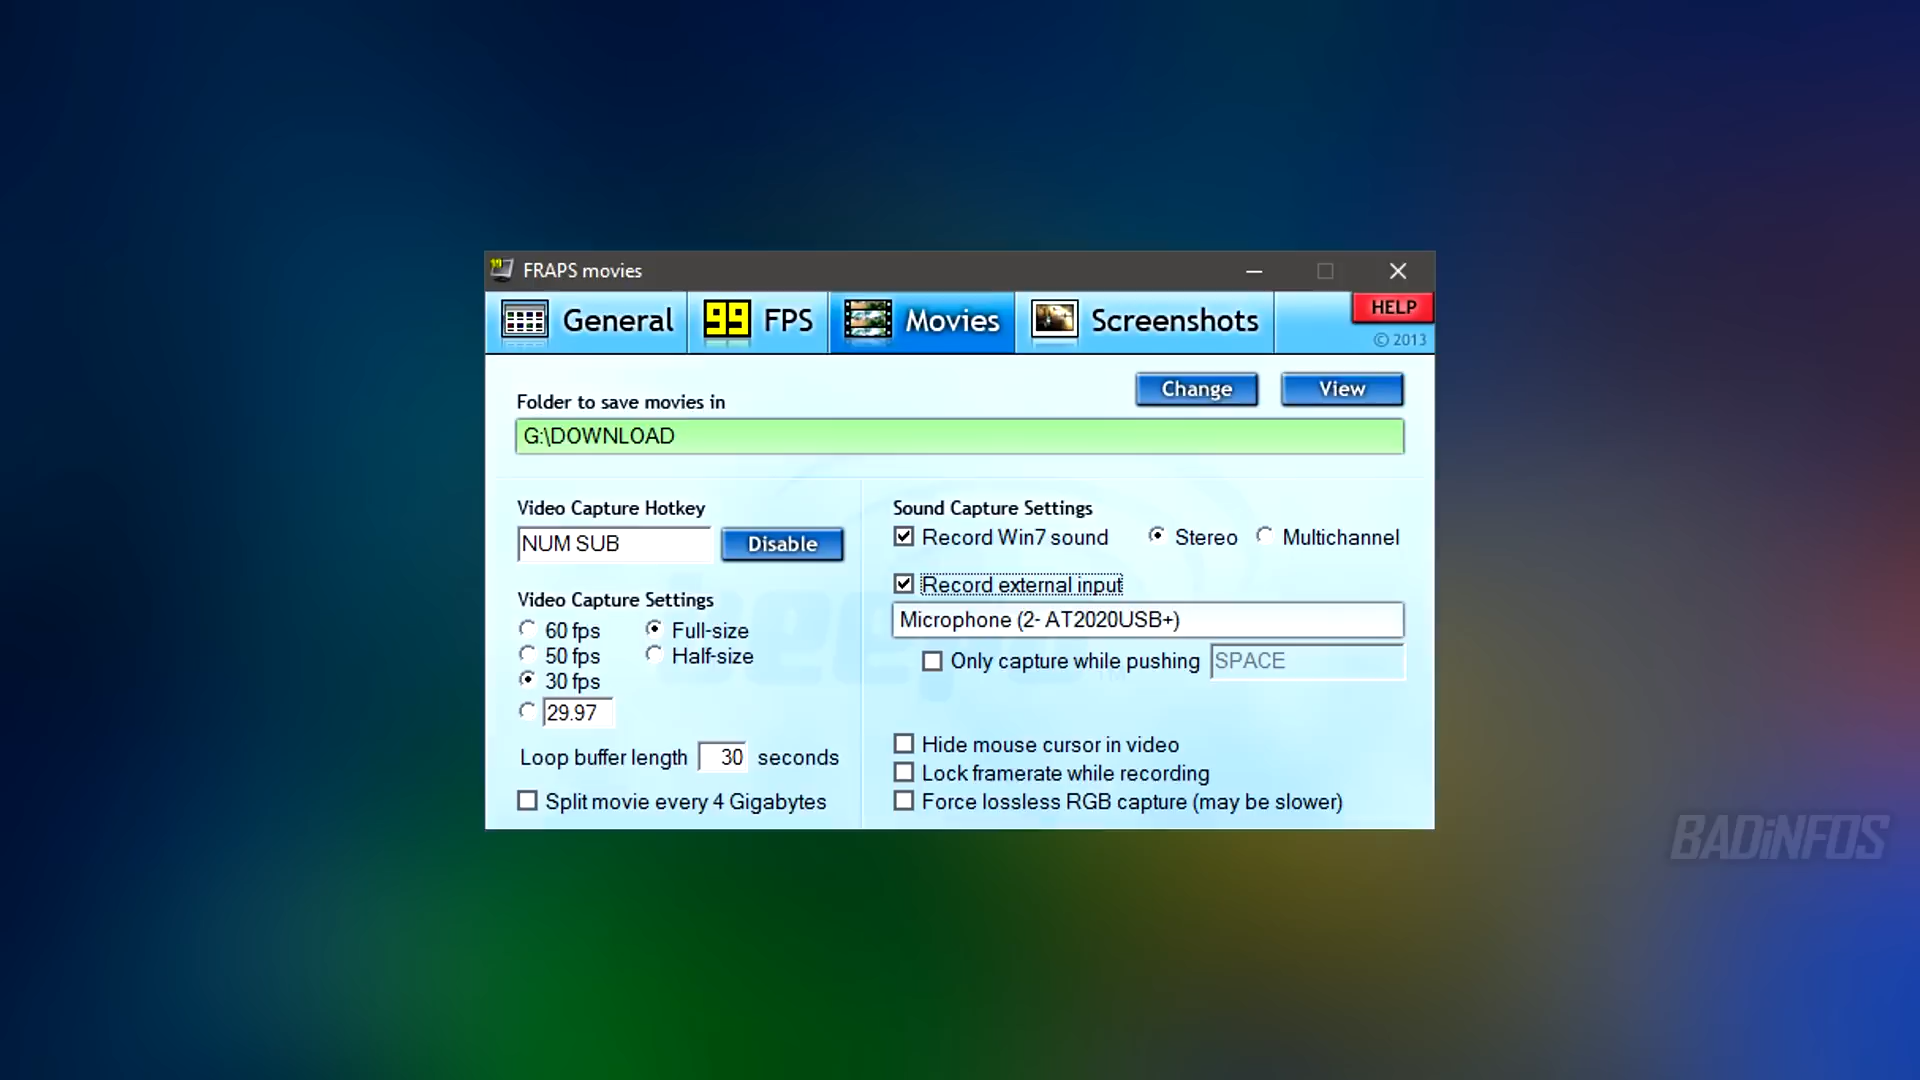 FRAPS movies
General
99 FPS
Movies
Screenshots
HELP
© 2013
Folder to save movies in
Change
View
G:\DOWNLOAD
Video Capture Hotkey
NUM SUB
Disable
Video Capture Settings
60 fps
Full-size
50 fps
Half-size
30 fps
29.97
Loop buffer length 30 seconds
Split movie every 4 Gigabytes
Sound Capture Settings
Record Win7 sound
Stereo
Multichannel
Record external input
Microphone (2- AT2020USB+)
Only capture while pushing SPACE
Hide mouse cursor in video
Lock framerate while recording
Force lossless RGB capture (may be slower)
BADiNFOS